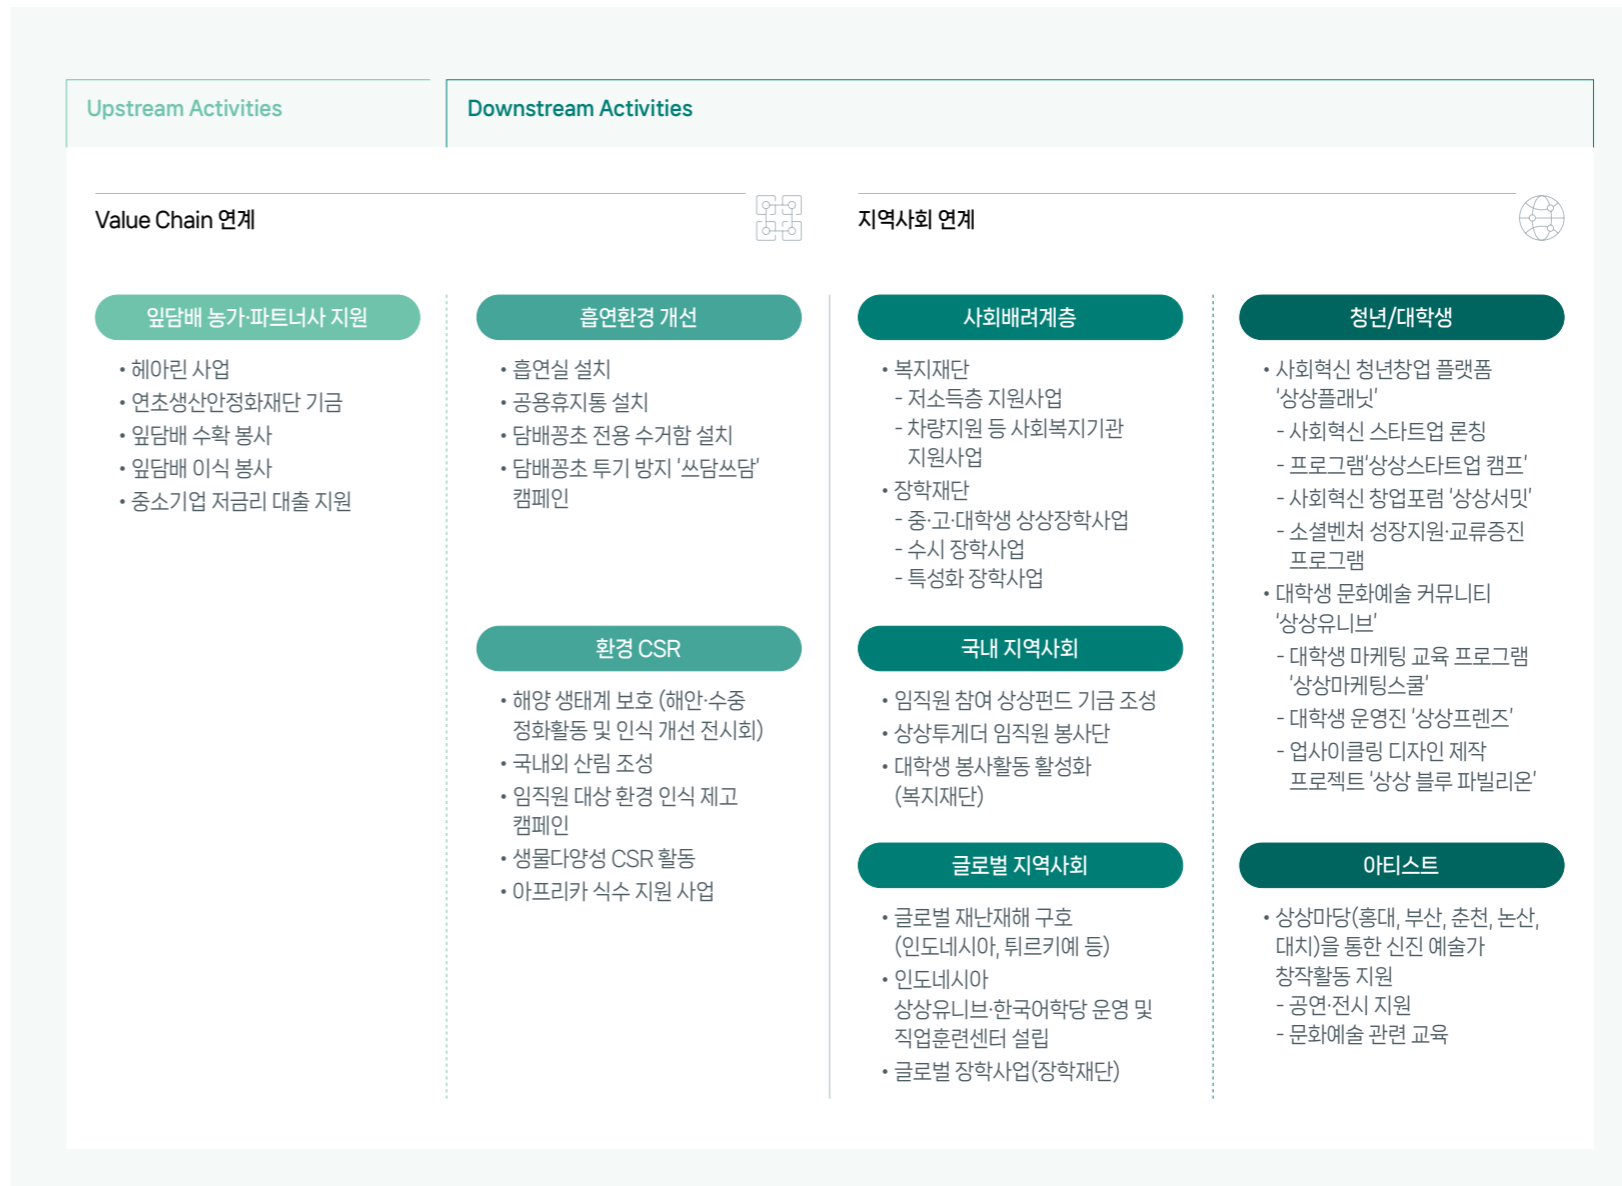 Upstream Activities
Downstream Activities
Value Chain 연계
지역사회 연계
잎담배 농가·파트너사 지원
• 헤아린 사업
• 연초생산안정화재단 기금
• 잎담배 수확 봉사
• 잎담배 이식 봉사
• 중소기업 저금리 대출 지원
흡연환경 개선
• 흡연실 설치
• 공용휴지통 설치
• 담배꽁초 전용 수거함 설치
• 담배꽁초 투기 방지 '쓰담쓰담'
캠페인
환경 CSR
• 해양 생태계 보호 (해안·수중
정화활동 및 인식 개선 전시회)
• 국내외 산림 조성
• 임직원 대상 환경 인식 제고
캠페인
• 생물다양성 CSR 활동
• 아프리카 식수 지원 사업
사회배려계층
• 복지재단
- 저소득층 지원사업
- 차량지원 등 사회복지기관
지원사업
• 장학재단
- 중·고·대학생 상상장학사업
- 수시 장학사업
- 특성화 장학사업
국내 지역사회
• 임직원 참여 상상펀드 기금 조성
• 상상투게더 임직원 봉사단
• 대학생 봉사활동 활성화
(복지재단)
글로벌 지역사회
• 글로벌 재난재해 구호
(인도네시아, 튀르키예 등)
• 인도네시아
상상유니브·한국어학당 운영 및
직업훈련센터 설립
• 글로벌 장학사업(장학재단)
청년/대학생
• 사회혁신 청년창업 플랫폼
'상상플래닛'
- 사회혁신 스타트업 론칭
- 프로그램'상상스타트업 캠프'
- 사회혁신 창업포럼 '상상서밋'
- 소셜벤처 성장지원·교류증진
프로그램
• 대학생 문화예술 커뮤니티
'상상유니브'
- 대학생 마케팅 교육 프로그램
'상상마케팅스쿨'
- 대학생 운영진 '상상프렌즈'
- 업사이클링 디자인 제작
프로젝트 '상상 블루 파빌리온'
아티스트
• 상상마당(홍대, 부산, 춘천, 논산,
대치)을 통한 신진 예술가
창작활동 지원
- 공연·전시 지원
- 문화예술 관련 교육